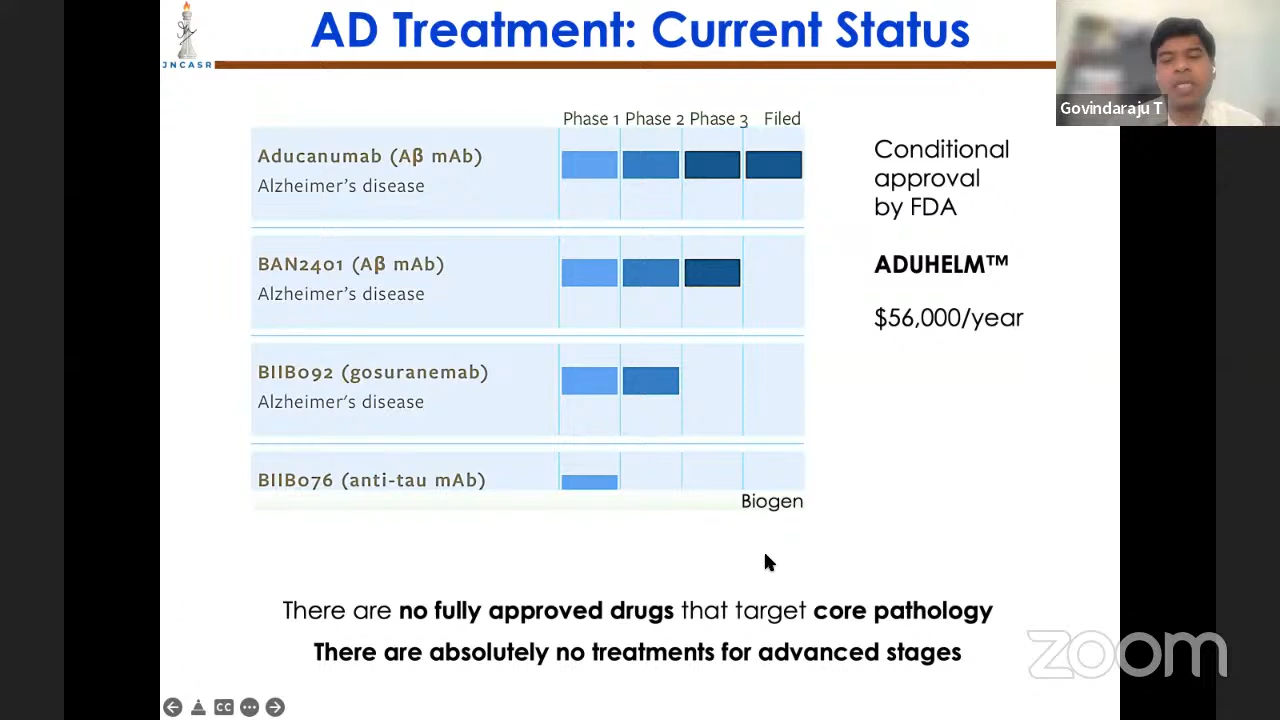 AD Treatment: Current Status
JNCASR
Govindaraju T
Phase 1 Phase 2 Phase 3 Filed
Aducanumab (Aβ mAb)
Alzheimer's disease
BAN2401 (Aβ mAb)
Alzheimer's disease
BIIB092 (gosuranemab)
Alzheimer's disease
BIIB076 (anti-tau mAb)
Biogen
Conditional
approval
by FDA
ADUHELM™
$56,000/year
There are no fully approved drugs that target core pathology
There are absolutely no treatments for advanced stages
zoom
CC